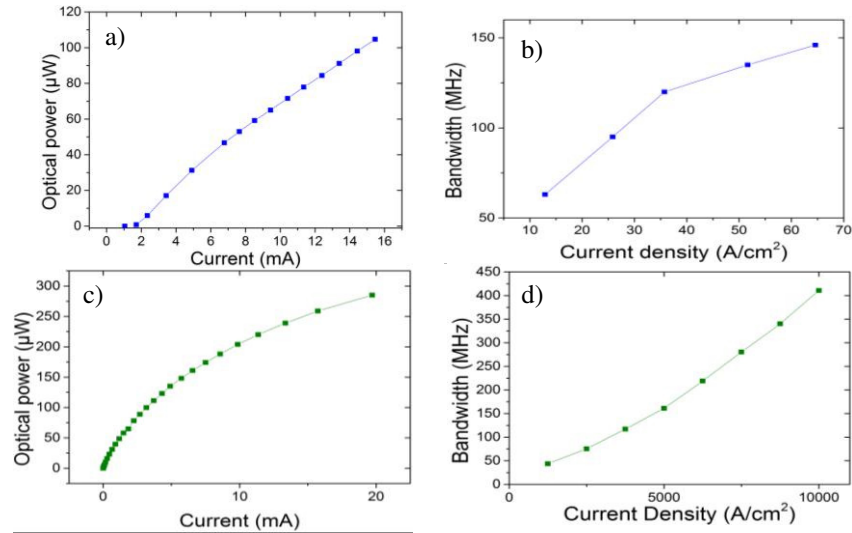 a)
Optical power (µW)
120
100
80
60
40
20
0
0 2 4 6 8 10 12 14 16
Current (mA)
b)
Bandwidth (MHz)
150
100
50
10 20 30 40 50 60 70
Current density (A/cm²)
c)
Optical power (µW)
300
250
200
150
100
50
0
0 10 20
Current (mA)
d)
Bandwidth (MHz)
450
400
350
300
250
200
150
100
50
0
0 5000 10000
Current Density (A/cm²)